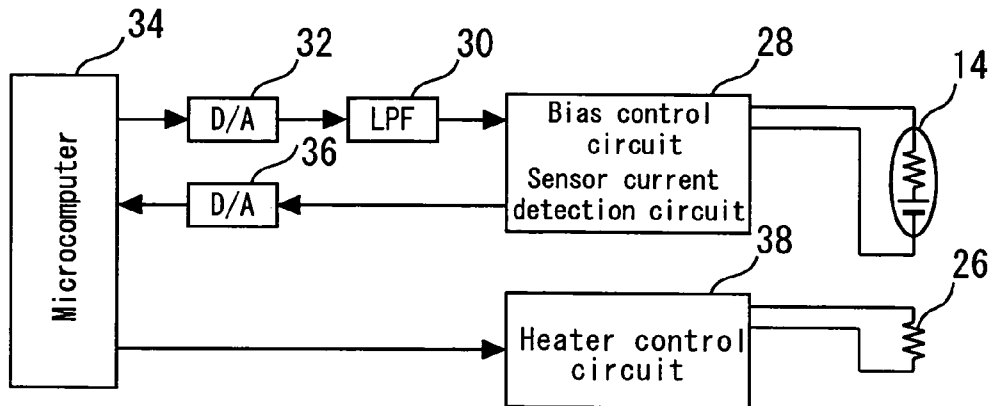 34
32
30
28
14
D/A
LPF
Bias control
circuit
Sensor current
detection circuit
36
D/A
Microcomputer
38
26
Heater control
circuit